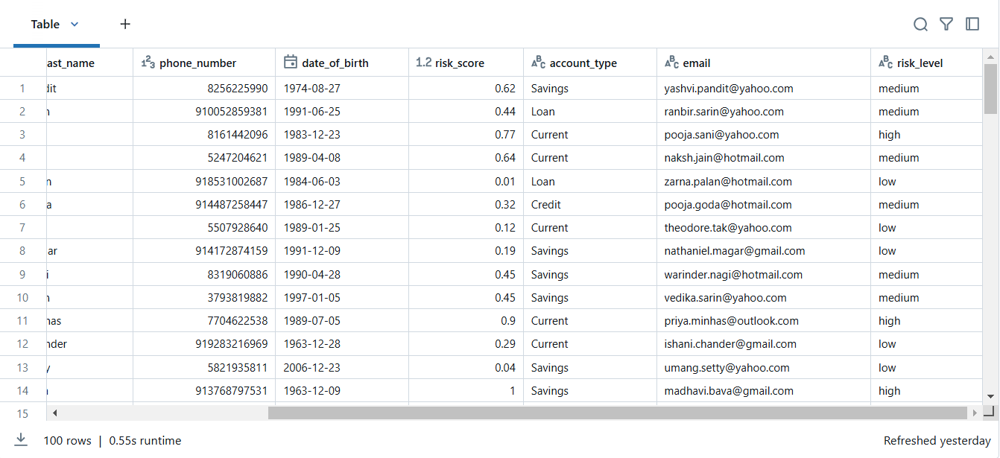 Table +
ast_name 123 phone_number date_of_birth 1.2 risk_score ABC account_type ABC email ABC risk_level
1 dit 8256225990 1974-08-27 0.62 Savings yashvi.pandit@yahoo.com medium
2 910052859381 1991-06-25 0.44 Loan ranbir.sarin@yahoo.com medium
3 8161442096 1983-12-23 0.77 Current pooja.sani@yahoo.com high
4 5247204621 1989-04-08 0.64 Current naksh.jain@hotmail.com medium
5 n 918531002687 1984-06-03 0.01 Loan zarna.palan@hotmail.com low
6 a 914487258447 1986-12-27 0.32 Credit pooja.goda@hotmail.com medium
7 5507928640 1989-01-25 0.12 Current theodore.tak@yahoo.com low
8 ar 914172874159 1991-12-09 0.19 Savings nathaniel.magar@gmail.com low
9 i 8319060886 1990-04-28 0.45 Savings warinder.nagi@hotmail.com medium
10 3793819882 1997-01-05 0.45 Savings vedika.sarin@yahoo.com medium
11 has 7704622538 1989-07-05 0.9 Current priya.minhas@outlook.com high
12 nder 919283216969 1963-12-28 0.29 Current ishani.chander@gmail.com low
13 5821935811 2006-12-23 0.04 Savings umang.setty@yahoo.com low
14 913768797531 1963-12-09 1 Savings madhavi.bava@gmail.com high
15
100 rows | 0.55s runtime Refreshed yesterday